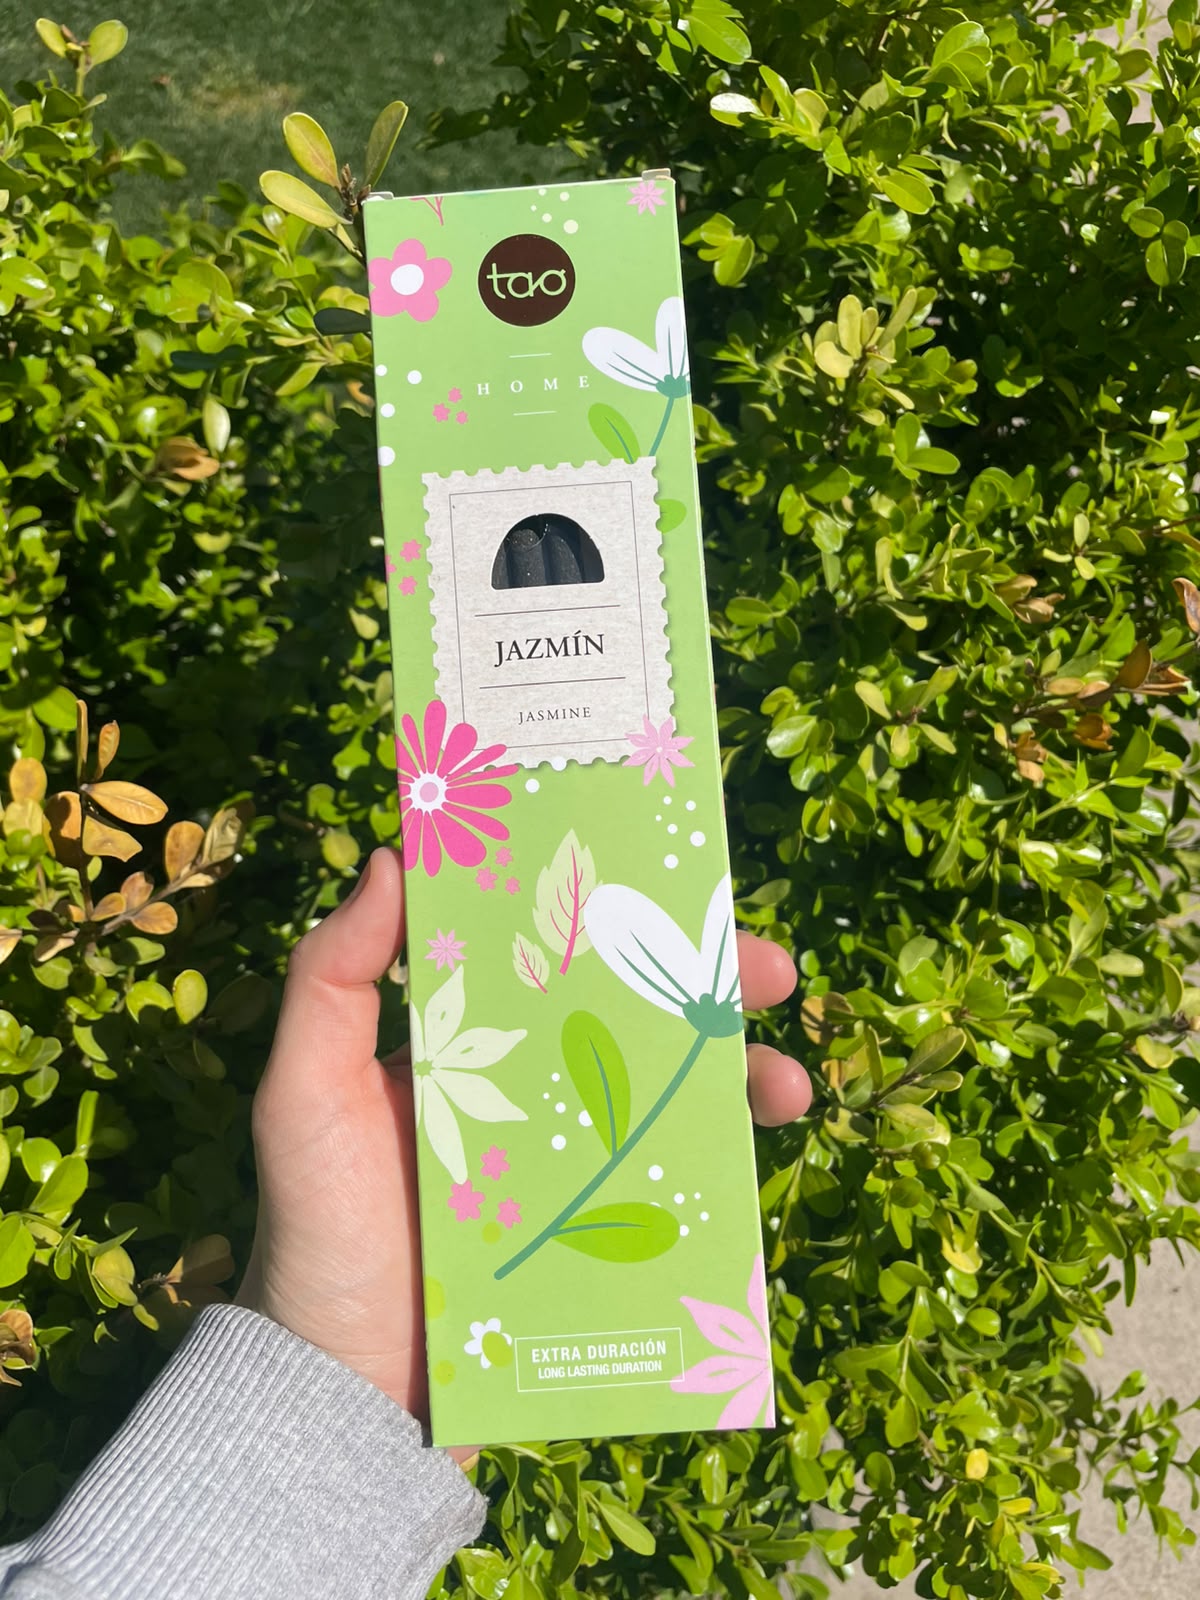 tao
HOME
JAZMÍN
JASMINE
EXTRA DURACIÓN
LONG LASTING DURATION